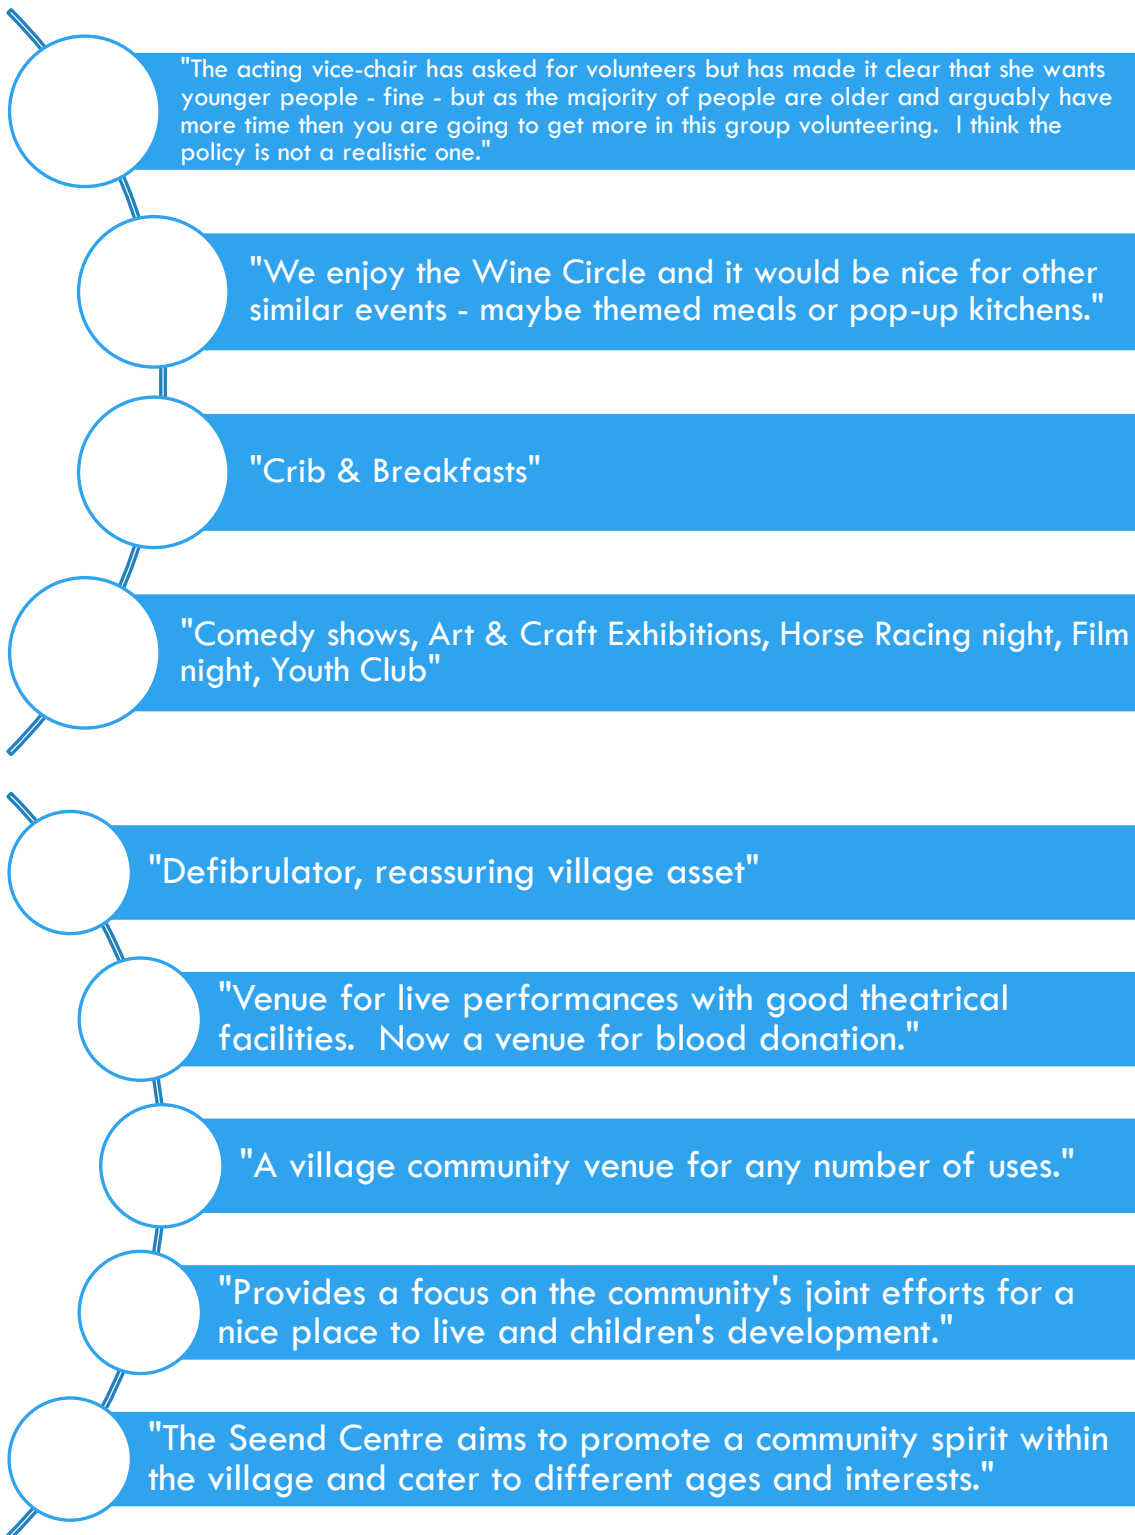 "The acting vice-chair has asked for volunteers but has made it clear that she wants
younger people - fine - but as the majority of people are older and arguably have
more time then you are going to get more in this group volunteering.  I think the
policy is not a realistic one."
"We enjoy the Wine Circle and it would be nice for other
similar events - maybe themed meals or pop-up kitchens."
"Crib & Breakfasts"
"Comedy shows, Art & Craft Exhibitions, Horse Racing night, Film
night, Youth Club"
"Defibrulator, reassuring village asset"
"Venue for live performances with good theatrical
facilities.  Now a venue for blood donation."
"A village community venue for any number of uses."
"Provides a focus on the community's joint efforts for a
nice place to live and children's development."
"The Seend Centre aims to promote a community spirit within
the village and cater to different ages and interests."